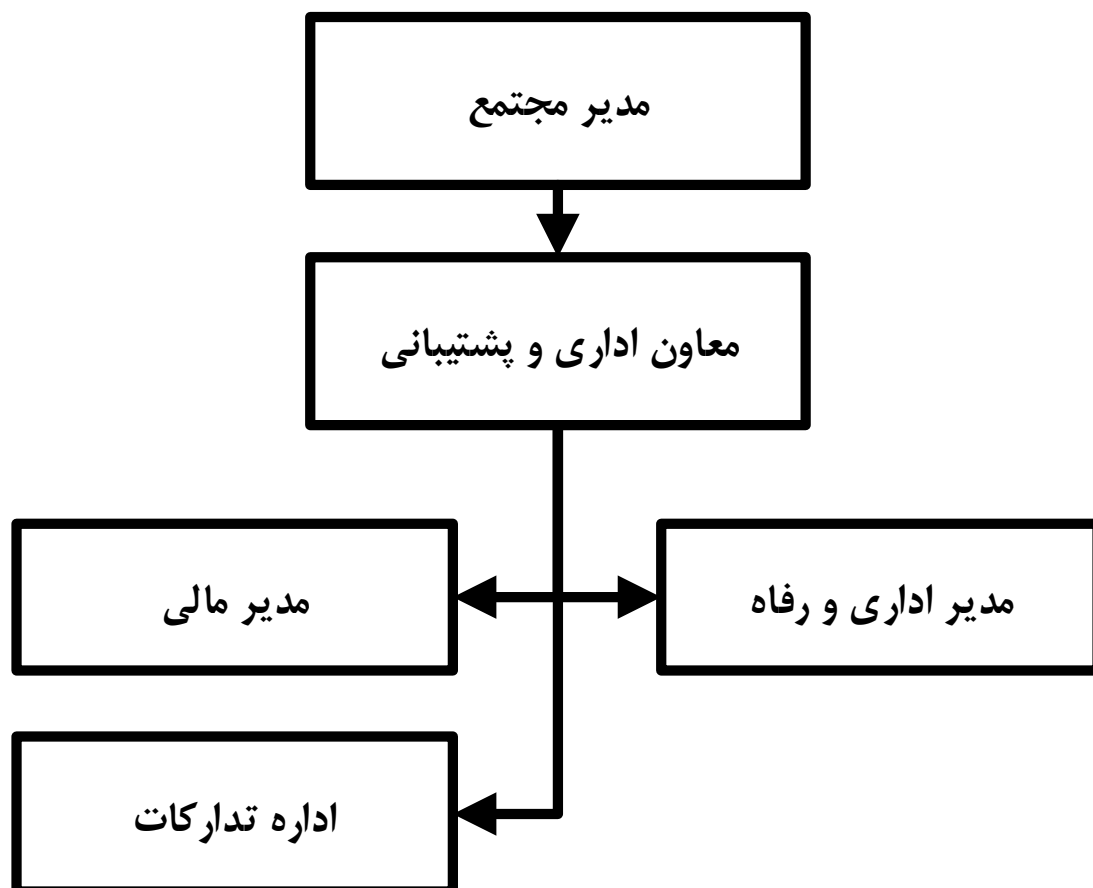 مدیر مجتمع
معاون اداری و پشتیبانی
مدیر اداری و رفاه
مدیر مالی
اداره تدارکات